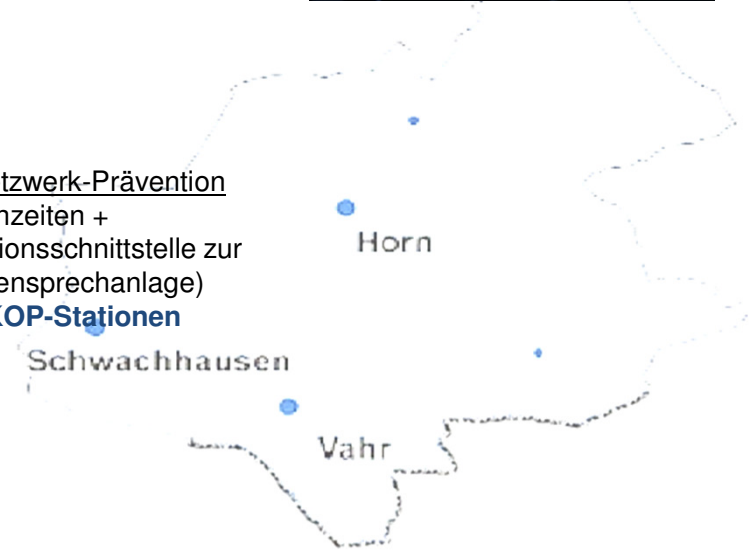 tzwerk-Prävention
nzeiten +
ionsschnittstelle zur
ensprechanlage)
KOP-Stationen
Horn
Schwachhausen
Vahr